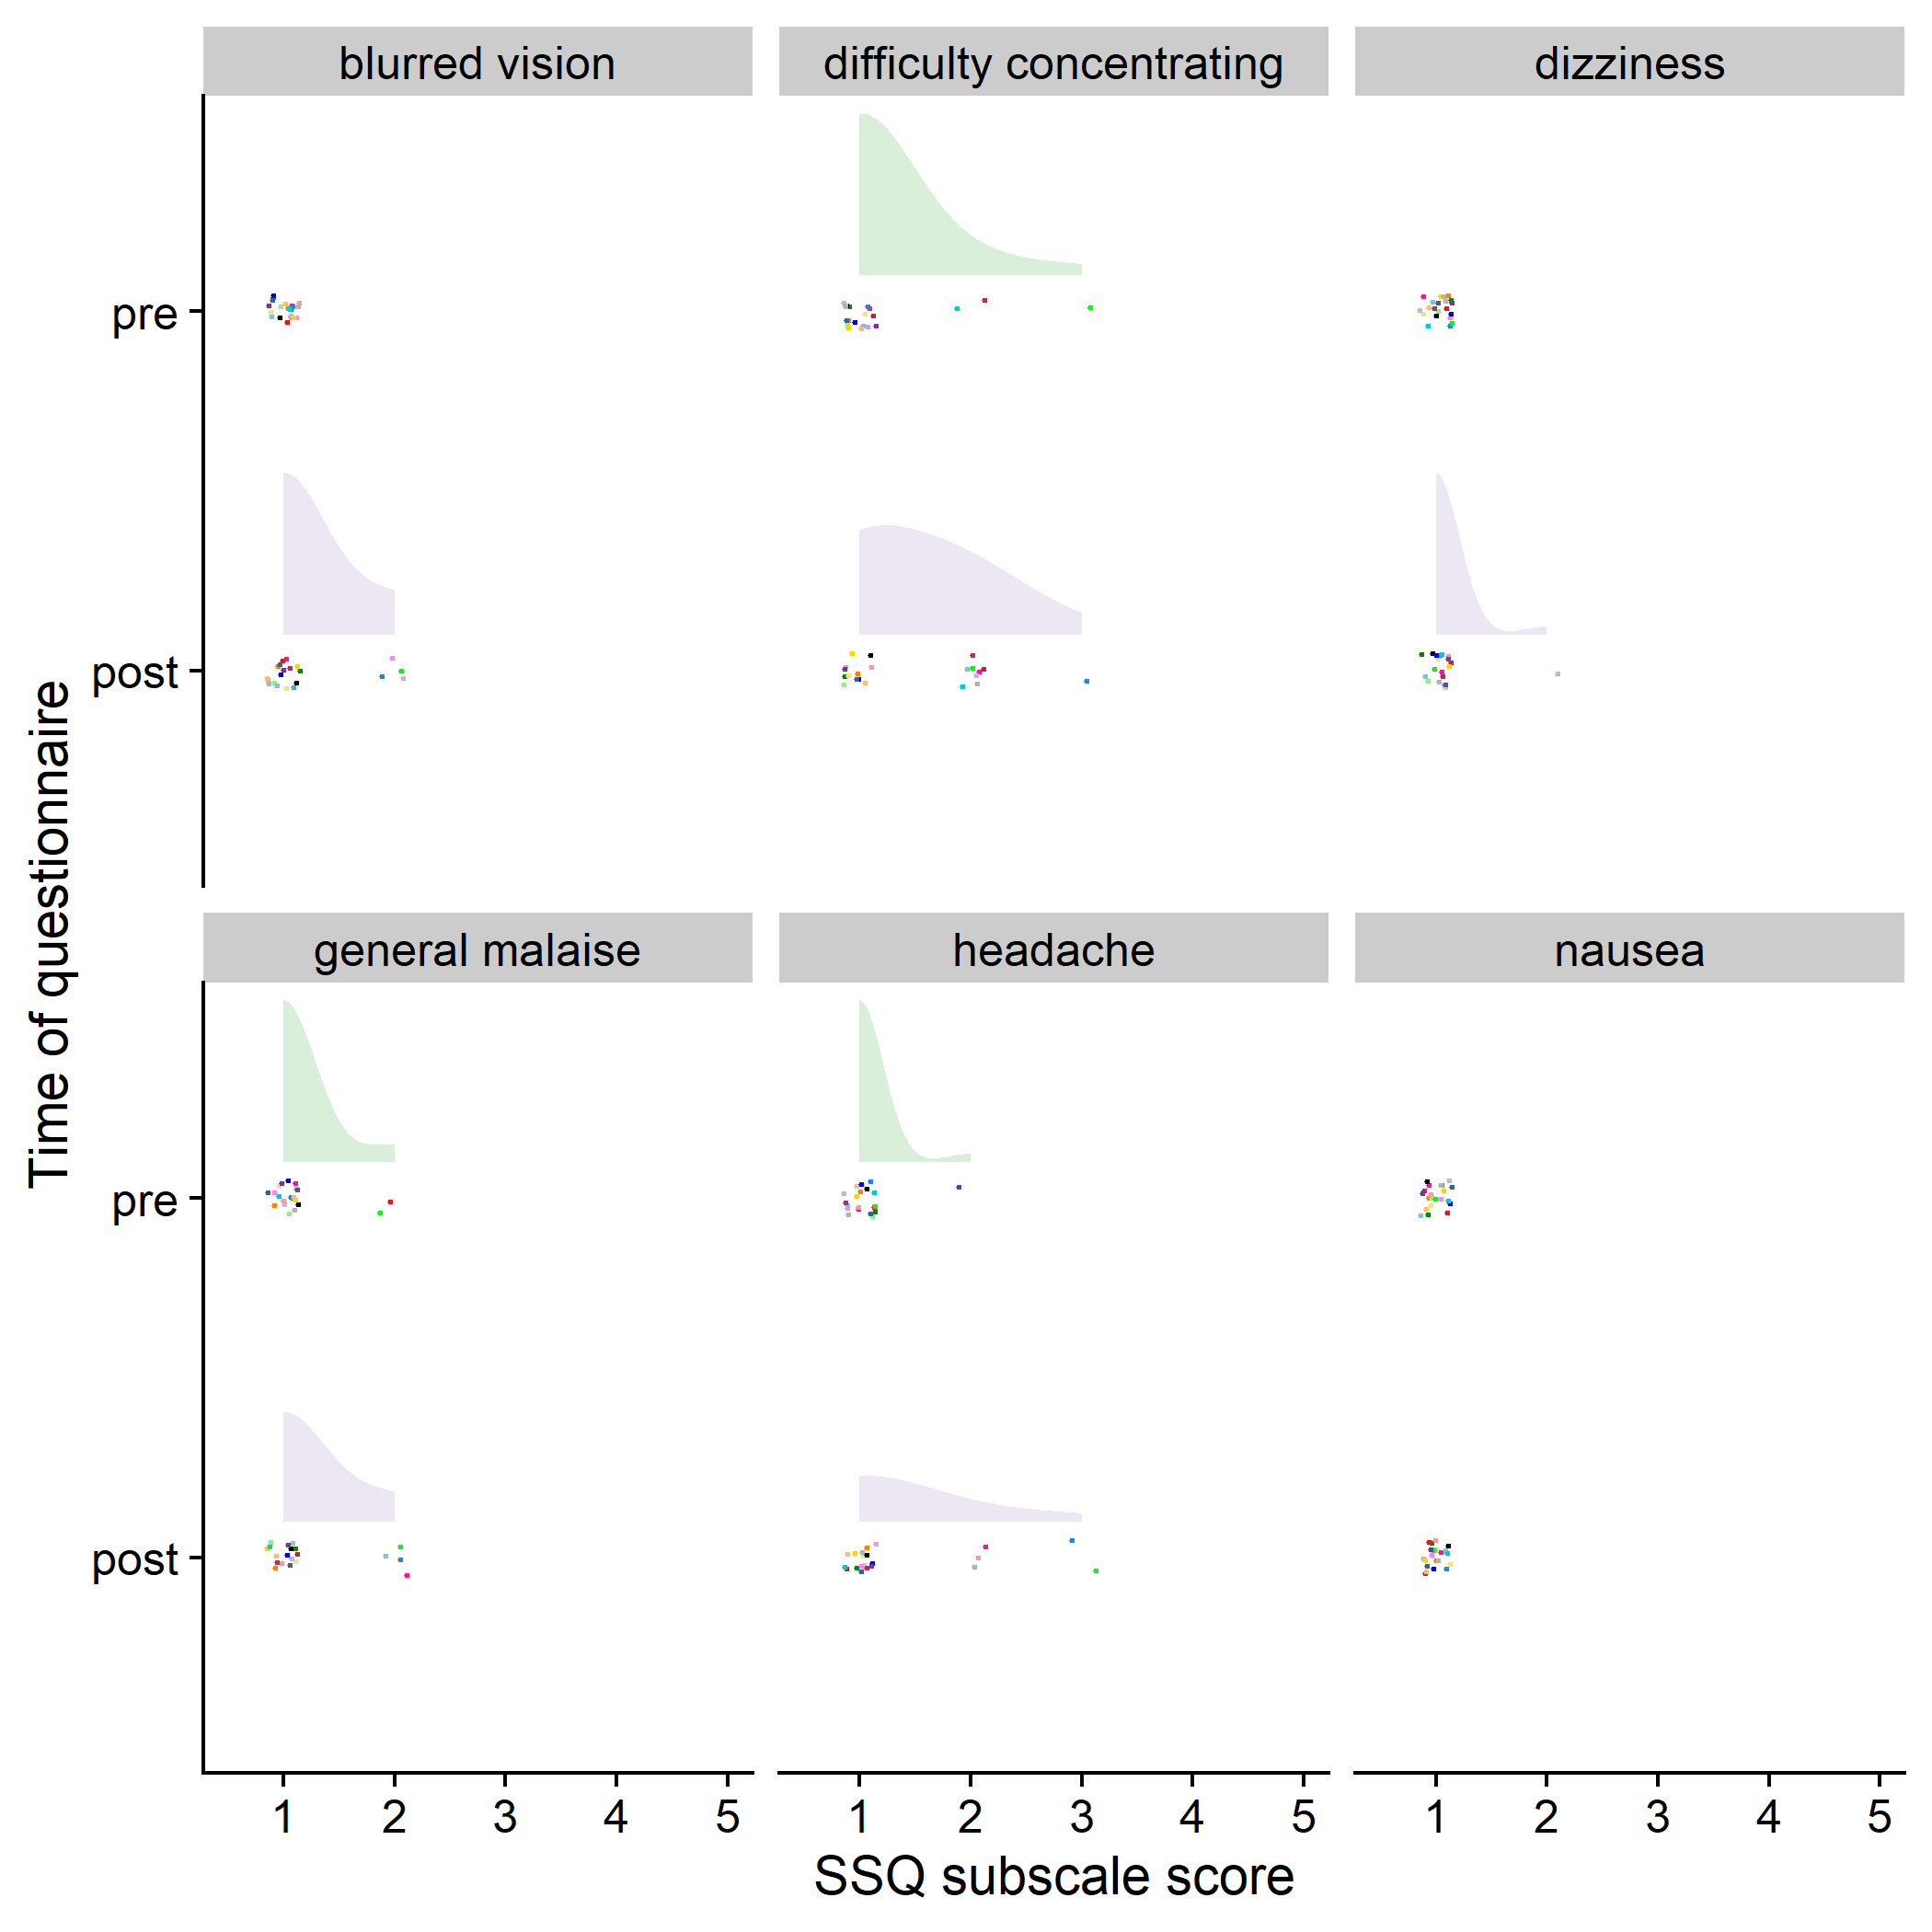 blurred vision
difficulty concentrating
dizziness
pre
post
general malaise
headache
nausea
pre
post
1 2 3 4 5
1 2 3 4 5
1 2 3 4 5
SSQ subscale score
Time of questionnaire